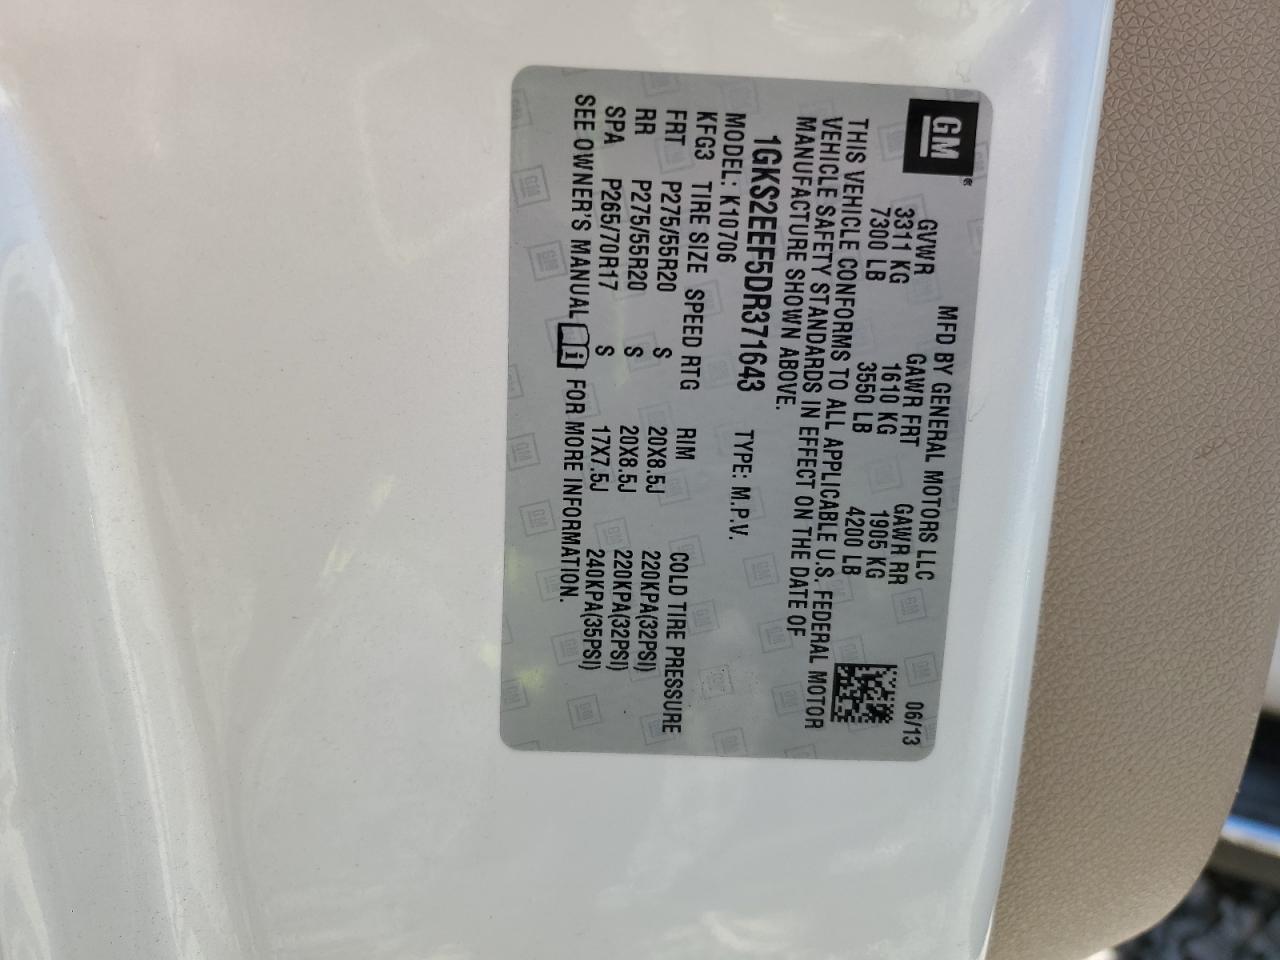 GM®
MFD BY GENERAL MOTORS LLC 06/13
GVWR GAWR FRT GAWR RR
3311 KG 1610 KG 1905 KG
7300 LB 3550 LB 4200 LB
THIS VEHICLE CONFORMS TO ALL APPLICABLE U.S. FEDERAL MOTOR
VEHICLE SAFETY STANDARDS IN EFFECT ON THE DATE OF
MANUFACTURE SHOWN ABOVE.
1GKS2EEF5DR371643 TYPE: M.P.V.
MODEL: K10706
KFG3 TIRE SIZE SPEED RTG RIM COLD TIRE PRESSURE
FRT P275/55R20 S 20X8.5J 220KPA(32PSI)
RR P275/55R20 S 20X8.5J 220KPA(32PSI)
SPA P265/70R17 S 17X7.5J 240KPA(35PSI)
SEE OWNER'S MANUAL i FOR MORE INFORMATION.